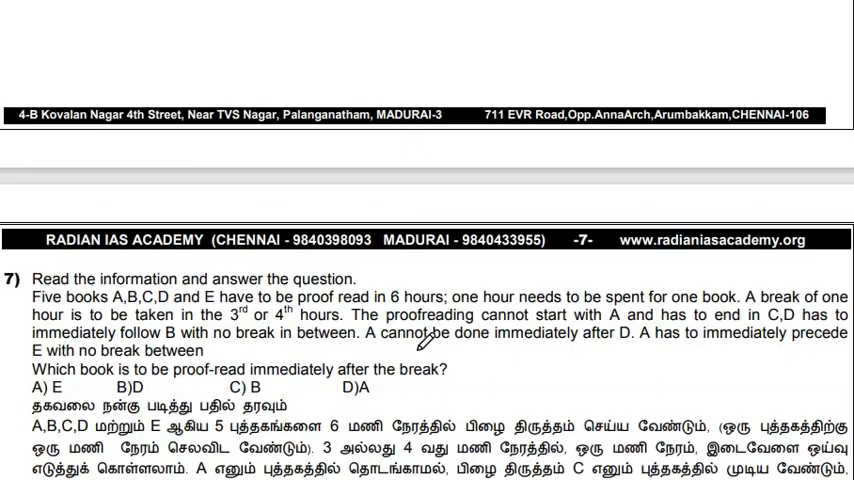 4-B Kovalan Nagar 4th Street, Near TVS Nagar, Palanganatham, MADURAI-3 711 EVR Road,Opp.AnnaArch,Arumbakkam,CHENNAI-106
RADIAN IAS ACADEMY (CHENNAI - 9840398093 MADURAI - 9840433955) -7- www.radianiasacademy.org
7) Read the information and answer the question.
Five books A,B,C,D and E have to be proof read in 6 hours; one hour needs to be spent for one book. A break of one
hour is to be taken in the 3rd or 4th hours. The proofreading cannot start with A and has to end in C,D has to
immediately follow B with no break in between. A cannot be done immediately after D. A has to immediately precede
E with no break between
Which book is to be proof-read immediately after the break?
A) E B)D C) B D)A
தகவலை நன்கு படித்து பதில் தரவும்
A,B,C,D மற்றும் E ஆகிய 5 புத்தகங்களை 6 மணி நேரத்தில் பிழை திருத்தம் செய்ய வேண்டும், (ஒரு புத்தகத்திற்கு
ஒரு மணி நேரம் செலவிட வேண்டும்). 3 அல்லது 4 வது மணி நேரத்தில், ஒரு மணி நேரம், இடைவேளை ஓய்வு
எடுத்துக் கொள்ளலாம். A எனும் புத்தகத்தில் தொடங்காமல், பிழை திருத்தம் C எனும் புத்தகத்தில் முடிய வேண்டும்,